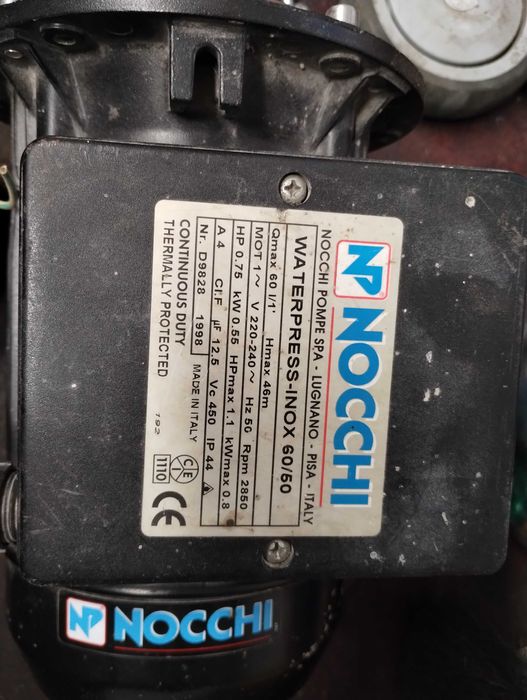 NP NOCCHI
NOCCHI POMPE SPA - LUGNANO - PISA - ITALY
WATERPRESS-INOX 60/50
Qmax 60 l/1' Hmax 46m
MOT 1~ V 220-240~ Hz 50 Rpm 2850
HP 0.75 kW 0.55 HPmax 1.1 kWmax 0.8
A 4 Cl.F µF 12,5 Vc 450 IP 44
Nr. D9828 1998 MADE IN ITALY
CONTINUOUS DUTY
THERMALLY PROTECTED
192
CEI
1110
CE
NP NOCCHI